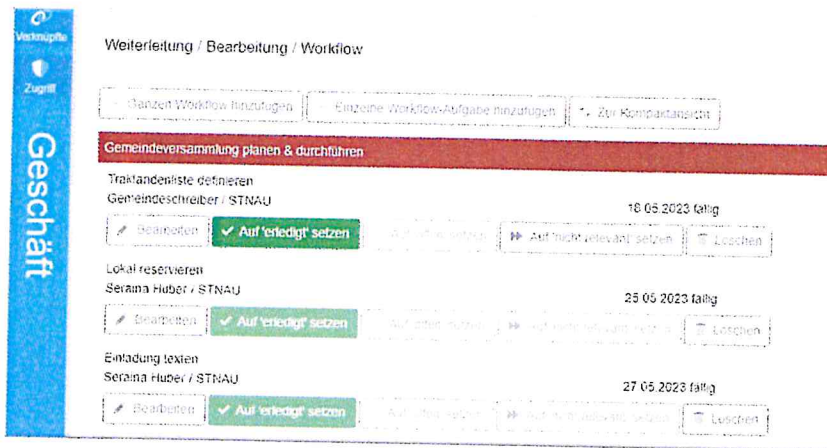 Verknüpfte
Zugriff
Geschäft
Weiterleitung / Bearbeitung / Workflow
Ganzen Workflow hinzufügen
Einzelne Workflow-Aufgabe hinzufügen
Zur Kompaktansicht
Gemeindeversammlung planen & durchführen
Traktandenliste definieren
Gemeindeschreiber / STNAU
18.05.2023 fällig
Bearbeiten
Auf 'erledigt' setzen
Auf 'nicht relevant' setzen
Löschen
Lokal reservieren
Seraina Huber / STNAU
25.05.2023 fällig
Bearbeiten
Auf 'erledigt' setzen
Löschen
Einladung texten
Seraina Huber / STNAU
27.05.2023 fällig
Bearbeiten
Auf 'erledigt' setzen
Löschen